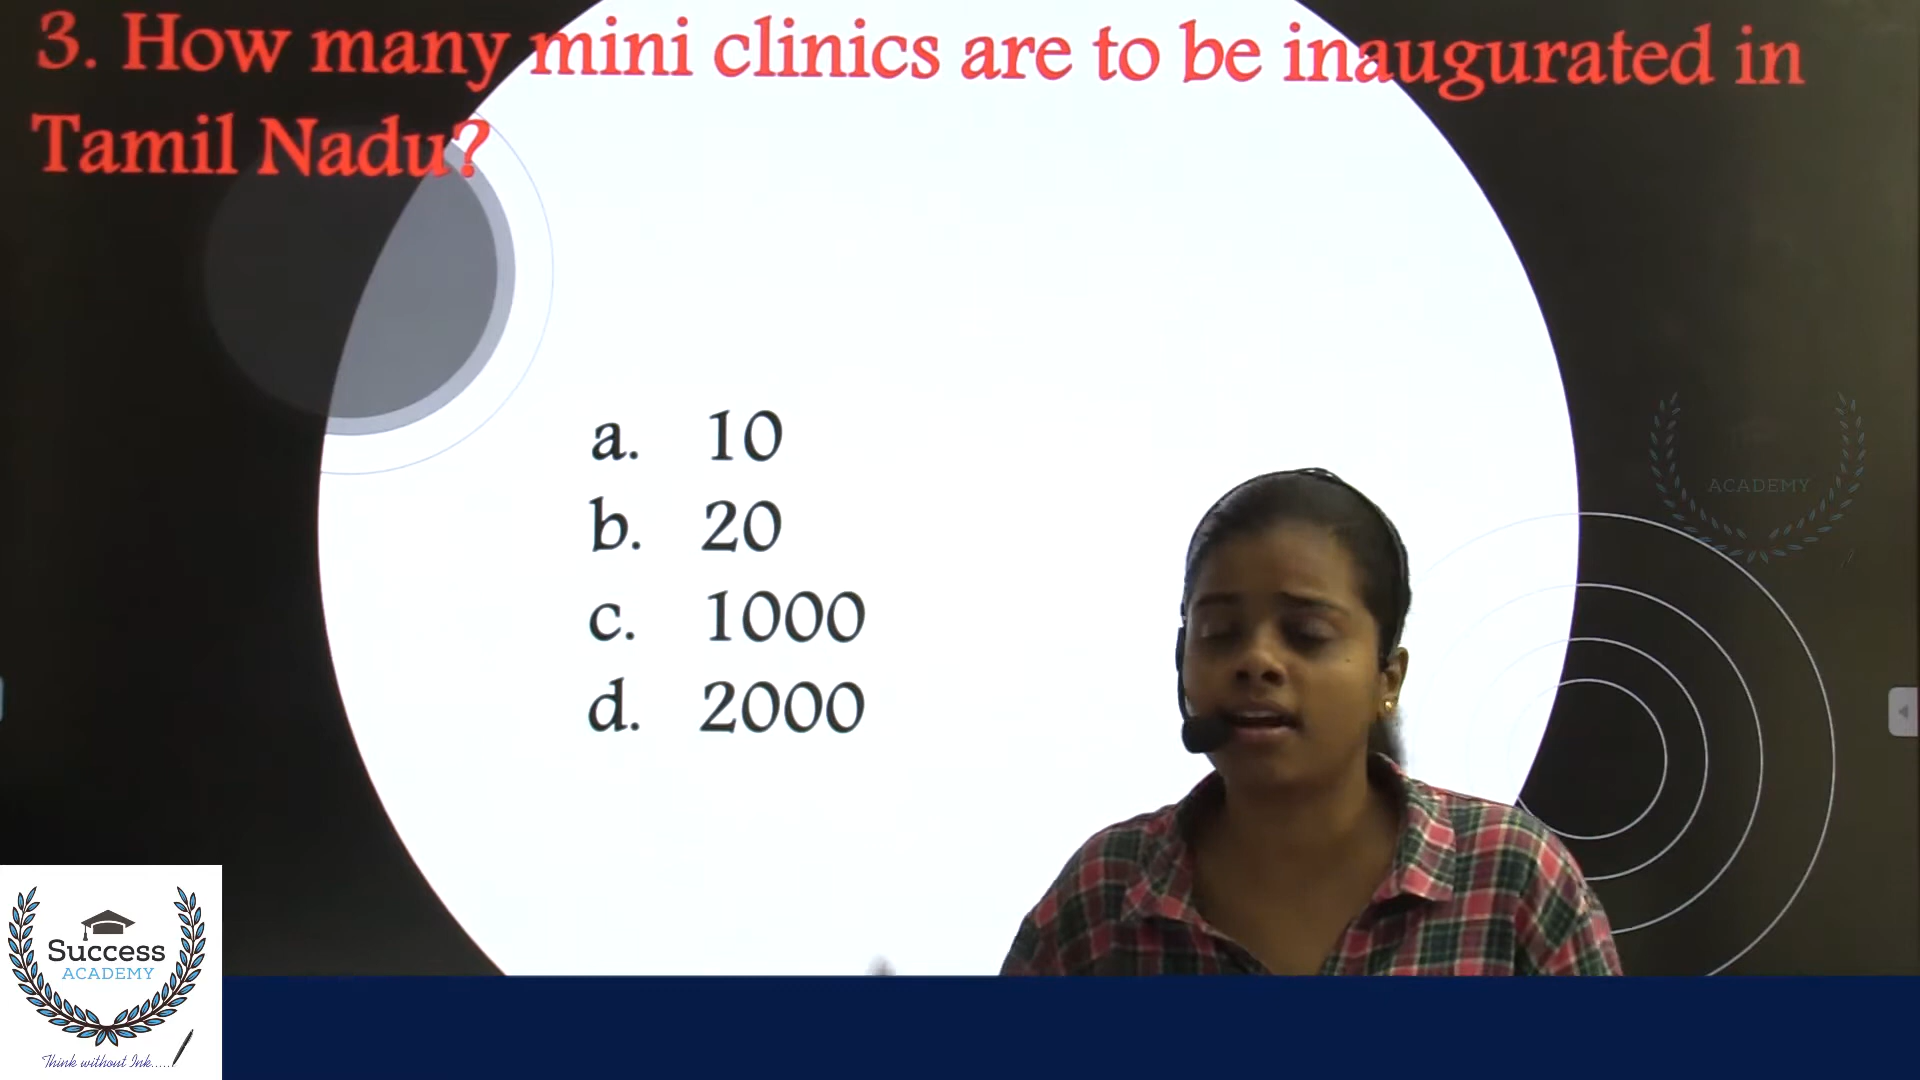 3. How many mini clinics are to be inaugurated in
Tamil Nadu?
a. 10
b. 20
c. 1000
d. 2000
ACADEMY
Success
ACADEMY
Think without Ink.....